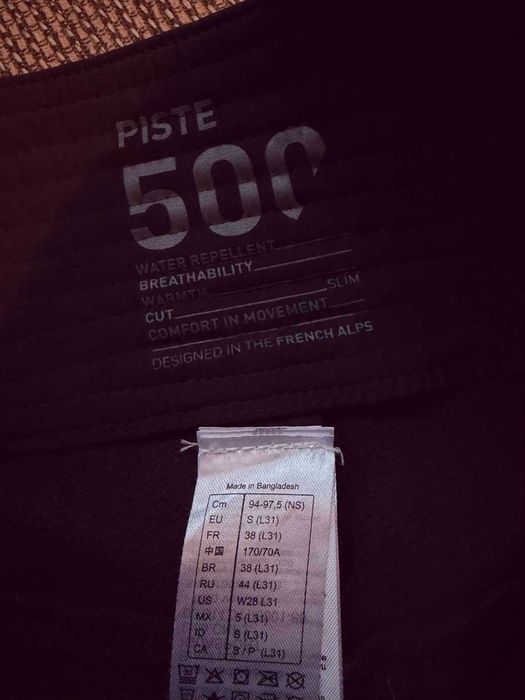 PISTE
500
WATER REPELLENT
BREATHABILITY
WARMTH
CUT SLIM
COMFORT IN MOVEMENT
DESIGNED IN THE FRENCH ALPS
Made in Bangladesh
Cm 94-97,5 (NS)
EU S (L31)
FR 38 (L31)
中国 170/70A
BR 38 (L31)
RU 44 (L31)
US W28 L31
MX 5 (L31)
ID S (L31)
CA S / P (L31)